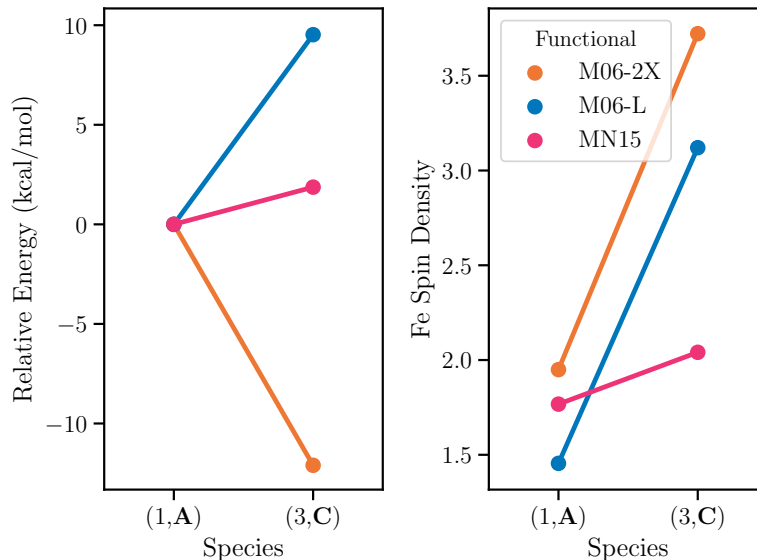 Relative Energy (kcal/mol)
10
5
0
−5
−10
(1,A)
(3,C)
Species
Fe Spin Density
3.5
3.0
2.5
2.0
1.5
Functional
M06-2X
M06-L
MN15
(1,A)
(3,C)
Species